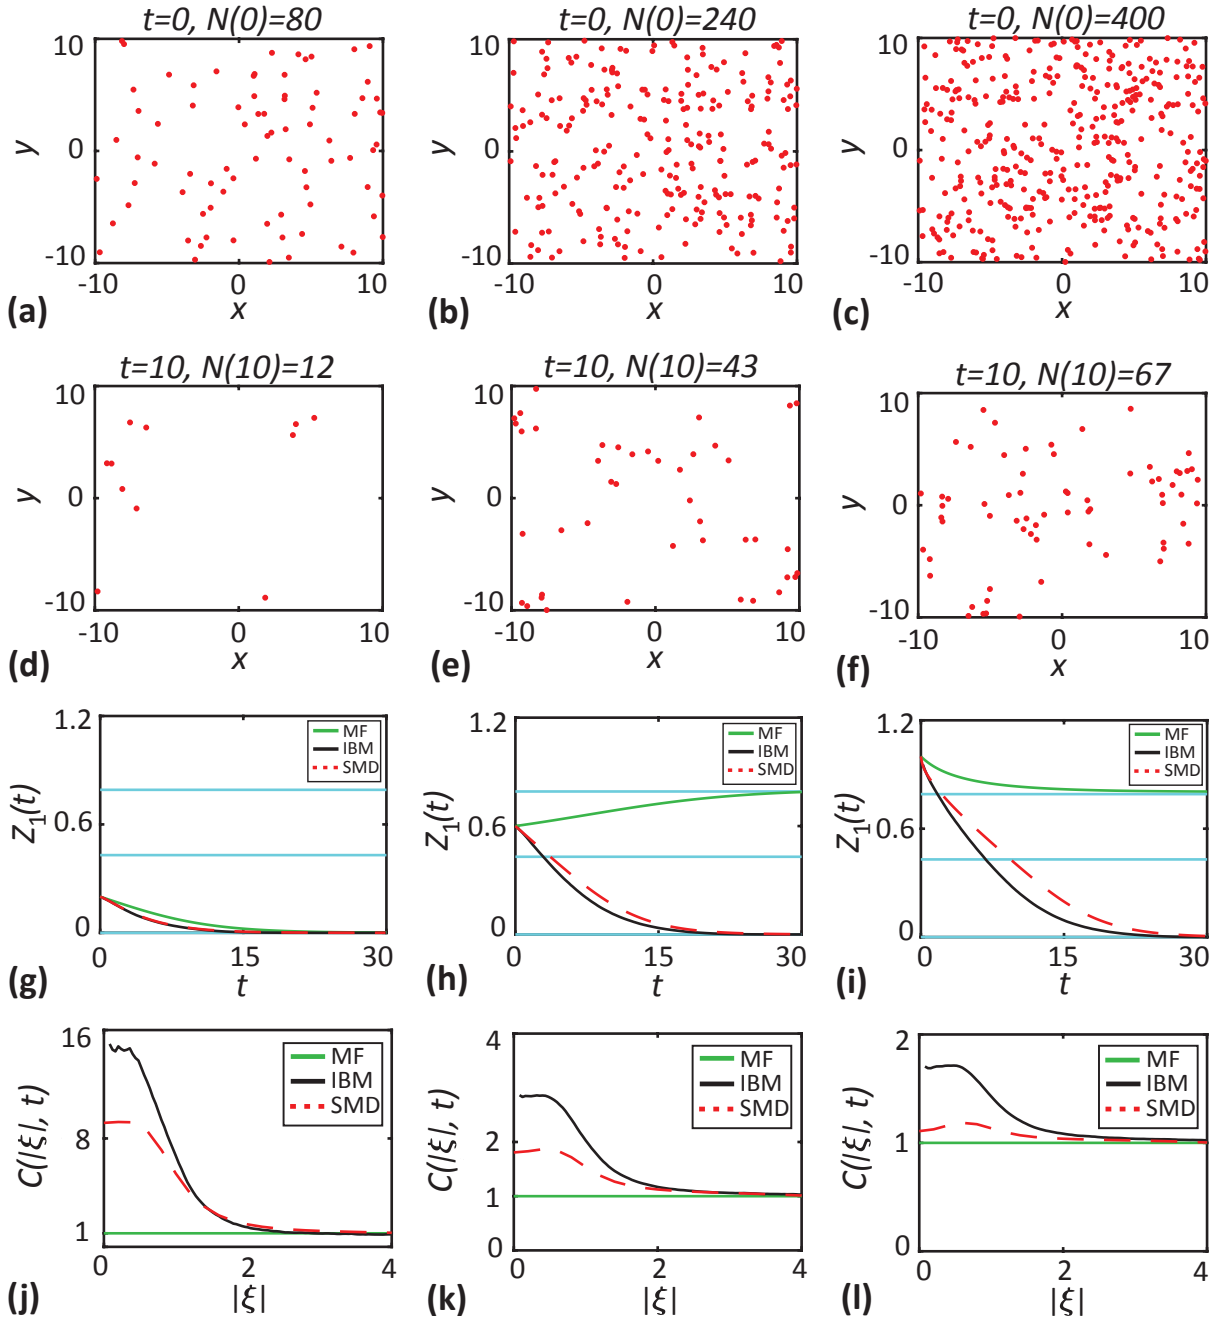 t=0, N(0)=80
t=0, N(0)=240
t=0, N(0)=400
10
0
-10
y
-10
0
10
x
(a)
10
0
-10
y
-10
0
10
x
(b)
10
0
-10
y
-10
0
10
x
(c)
t=10, N(10)=12
t=10, N(10)=43
t=10, N(10)=67
10
0
-10
y
-10
0
10
x
(d)
10
0
-10
y
-10
0
10
x
(e)
10
0
-10
y
-10
0
10
x
(f)
1.2
0.6
0
Z1(t)
MF
IBM
SMD
0
15
30
t
(g)
1.2
0.6
0
Z1(t)
MF
IBM
SMD
0
15
30
t
(h)
1.2
0.6
0
Z1(t)
MF
IBM
SMD
0
15
30
t
(i)
16
8
1
C(|ξ|, t)
MF
IBM
SMD
0
2
4
|ξ|
(j)
4
2
1
0
C(|ξ|, t)
MF
IBM
SMD
0
2
4
|ξ|
(k)
2
1
0
C(|ξ|, t)
MF
IBM
SMD
0
2
4
|ξ|
(l)